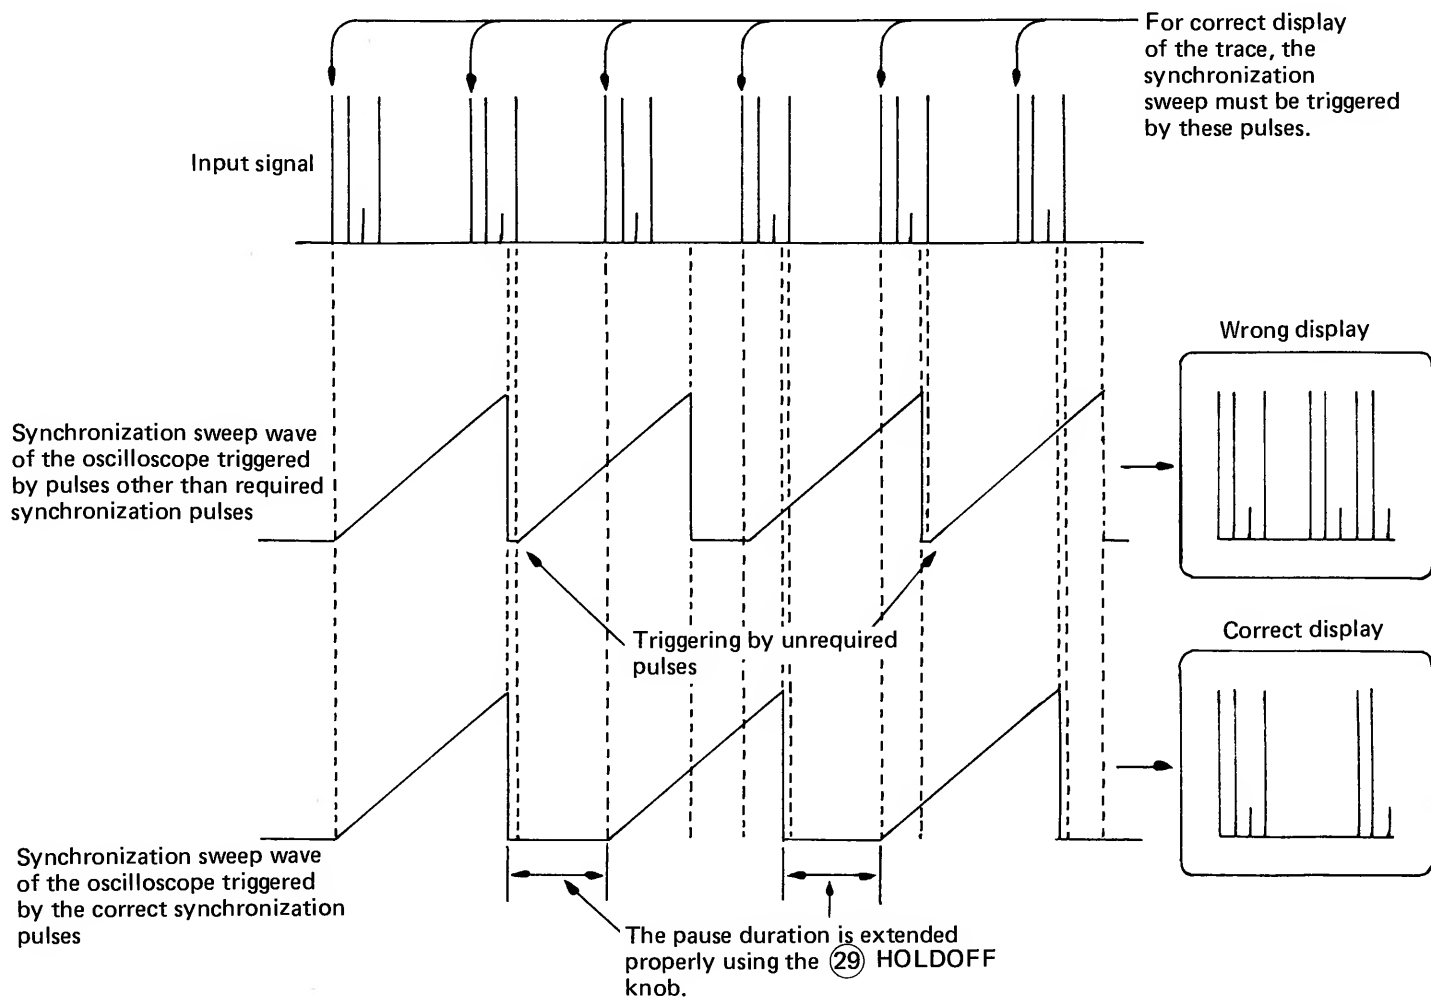 For correct display
of the trace, the
synchronization
sweep must be triggered
by these pulses.
Input signal
Wrong display
Synchronization sweep wave
of the oscilloscope triggered
by pulses other than required
synchronization pulses
Triggering by unrequired
pulses
Correct display
Synchronization sweep wave
of the oscilloscope triggered
by the correct synchronization
pulses
The pause duration is extended
properly using the 29 HOLDOFF
knob.